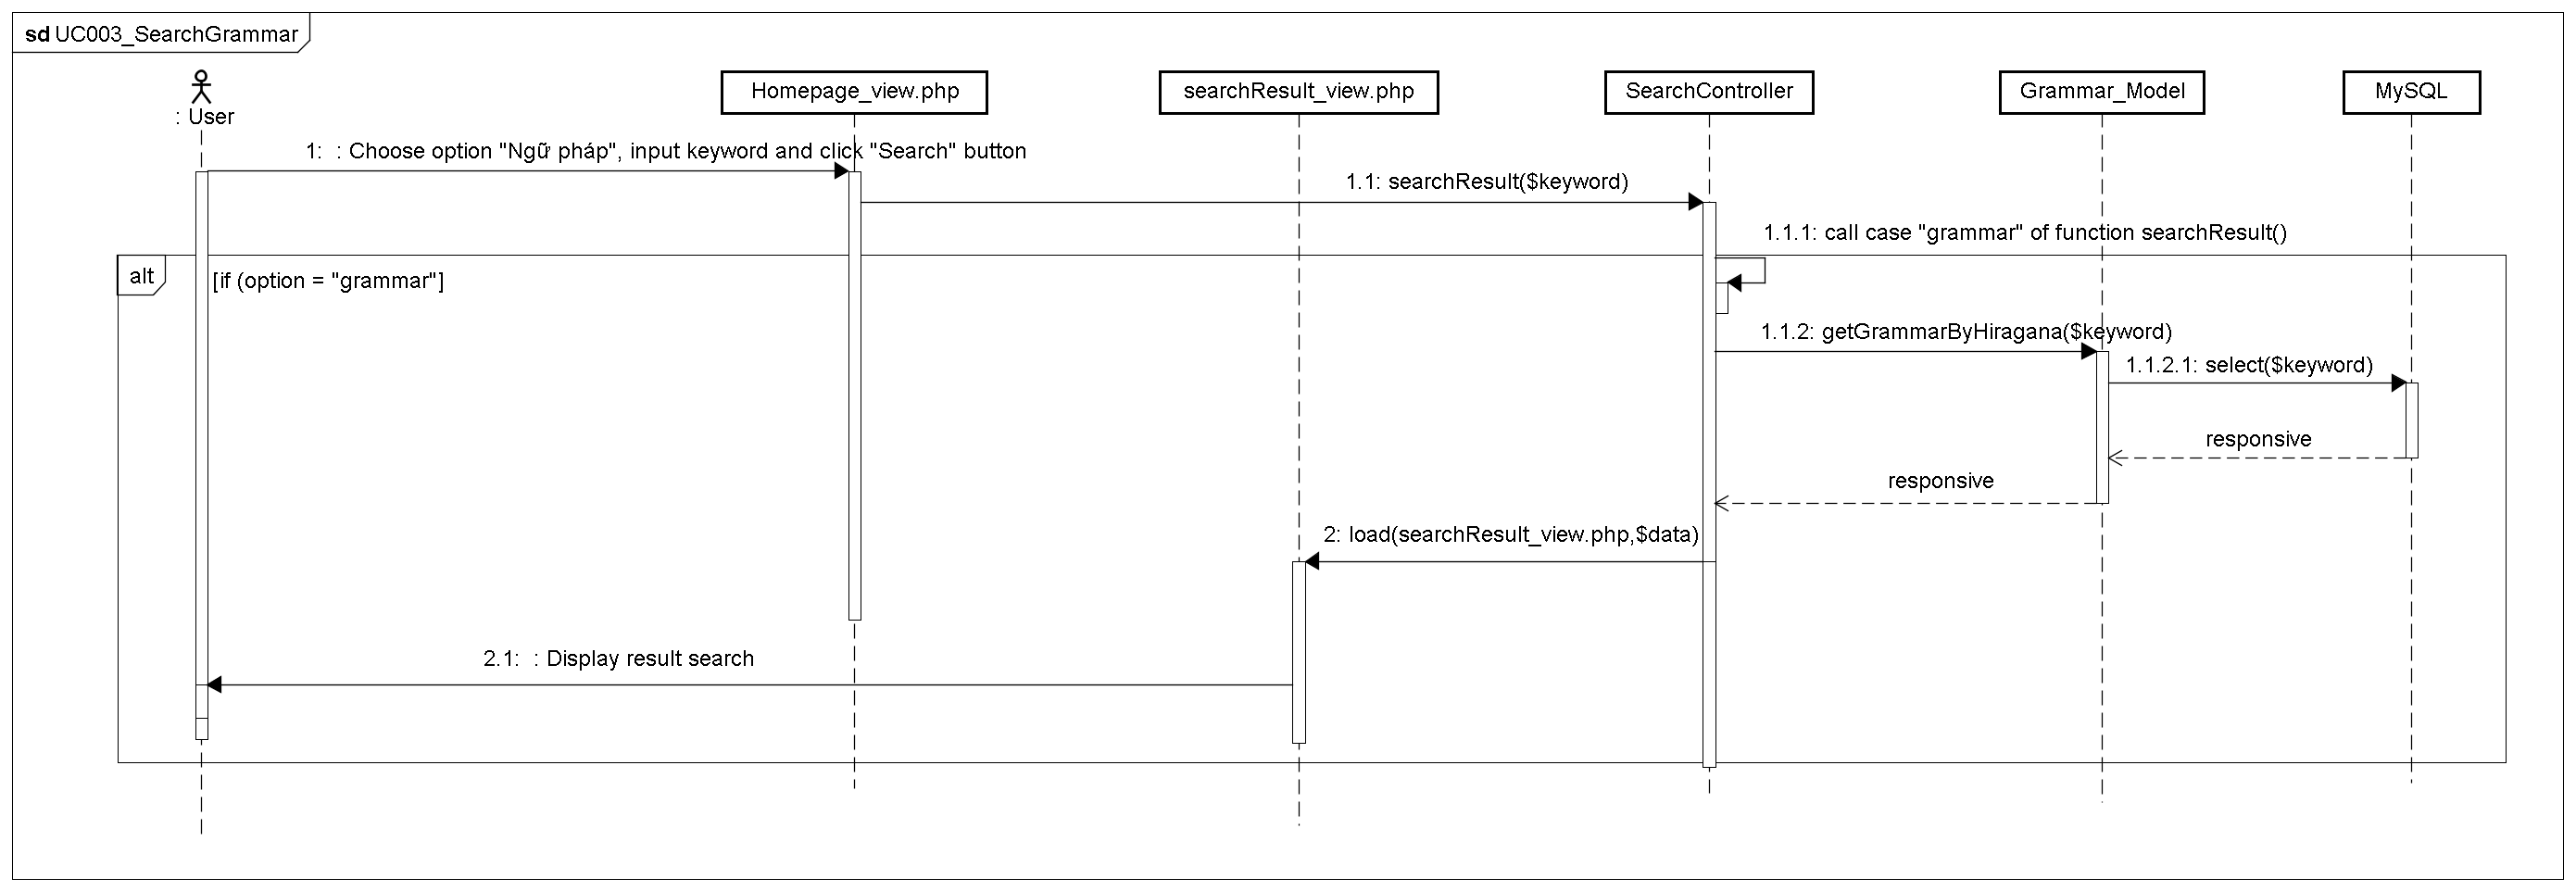 sd UC003_SearchGrammar
: User
Homepage_view.php
searchResult_view.php
SearchController
Grammar_Model
MySQL
1:  : Choose option "Ngữ pháp", input keyword and click "Search" button
1.1: searchResult($keyword)
1.1.1: call case "grammar" of function searchResult()
alt
[if (option = "grammar"]
1.1.2: getGrammarByHiragana($keyword)
1.1.2.1: select($keyword)
responsive
responsive
2: load(searchResult_view.php,$data)
2.1:  : Display result search